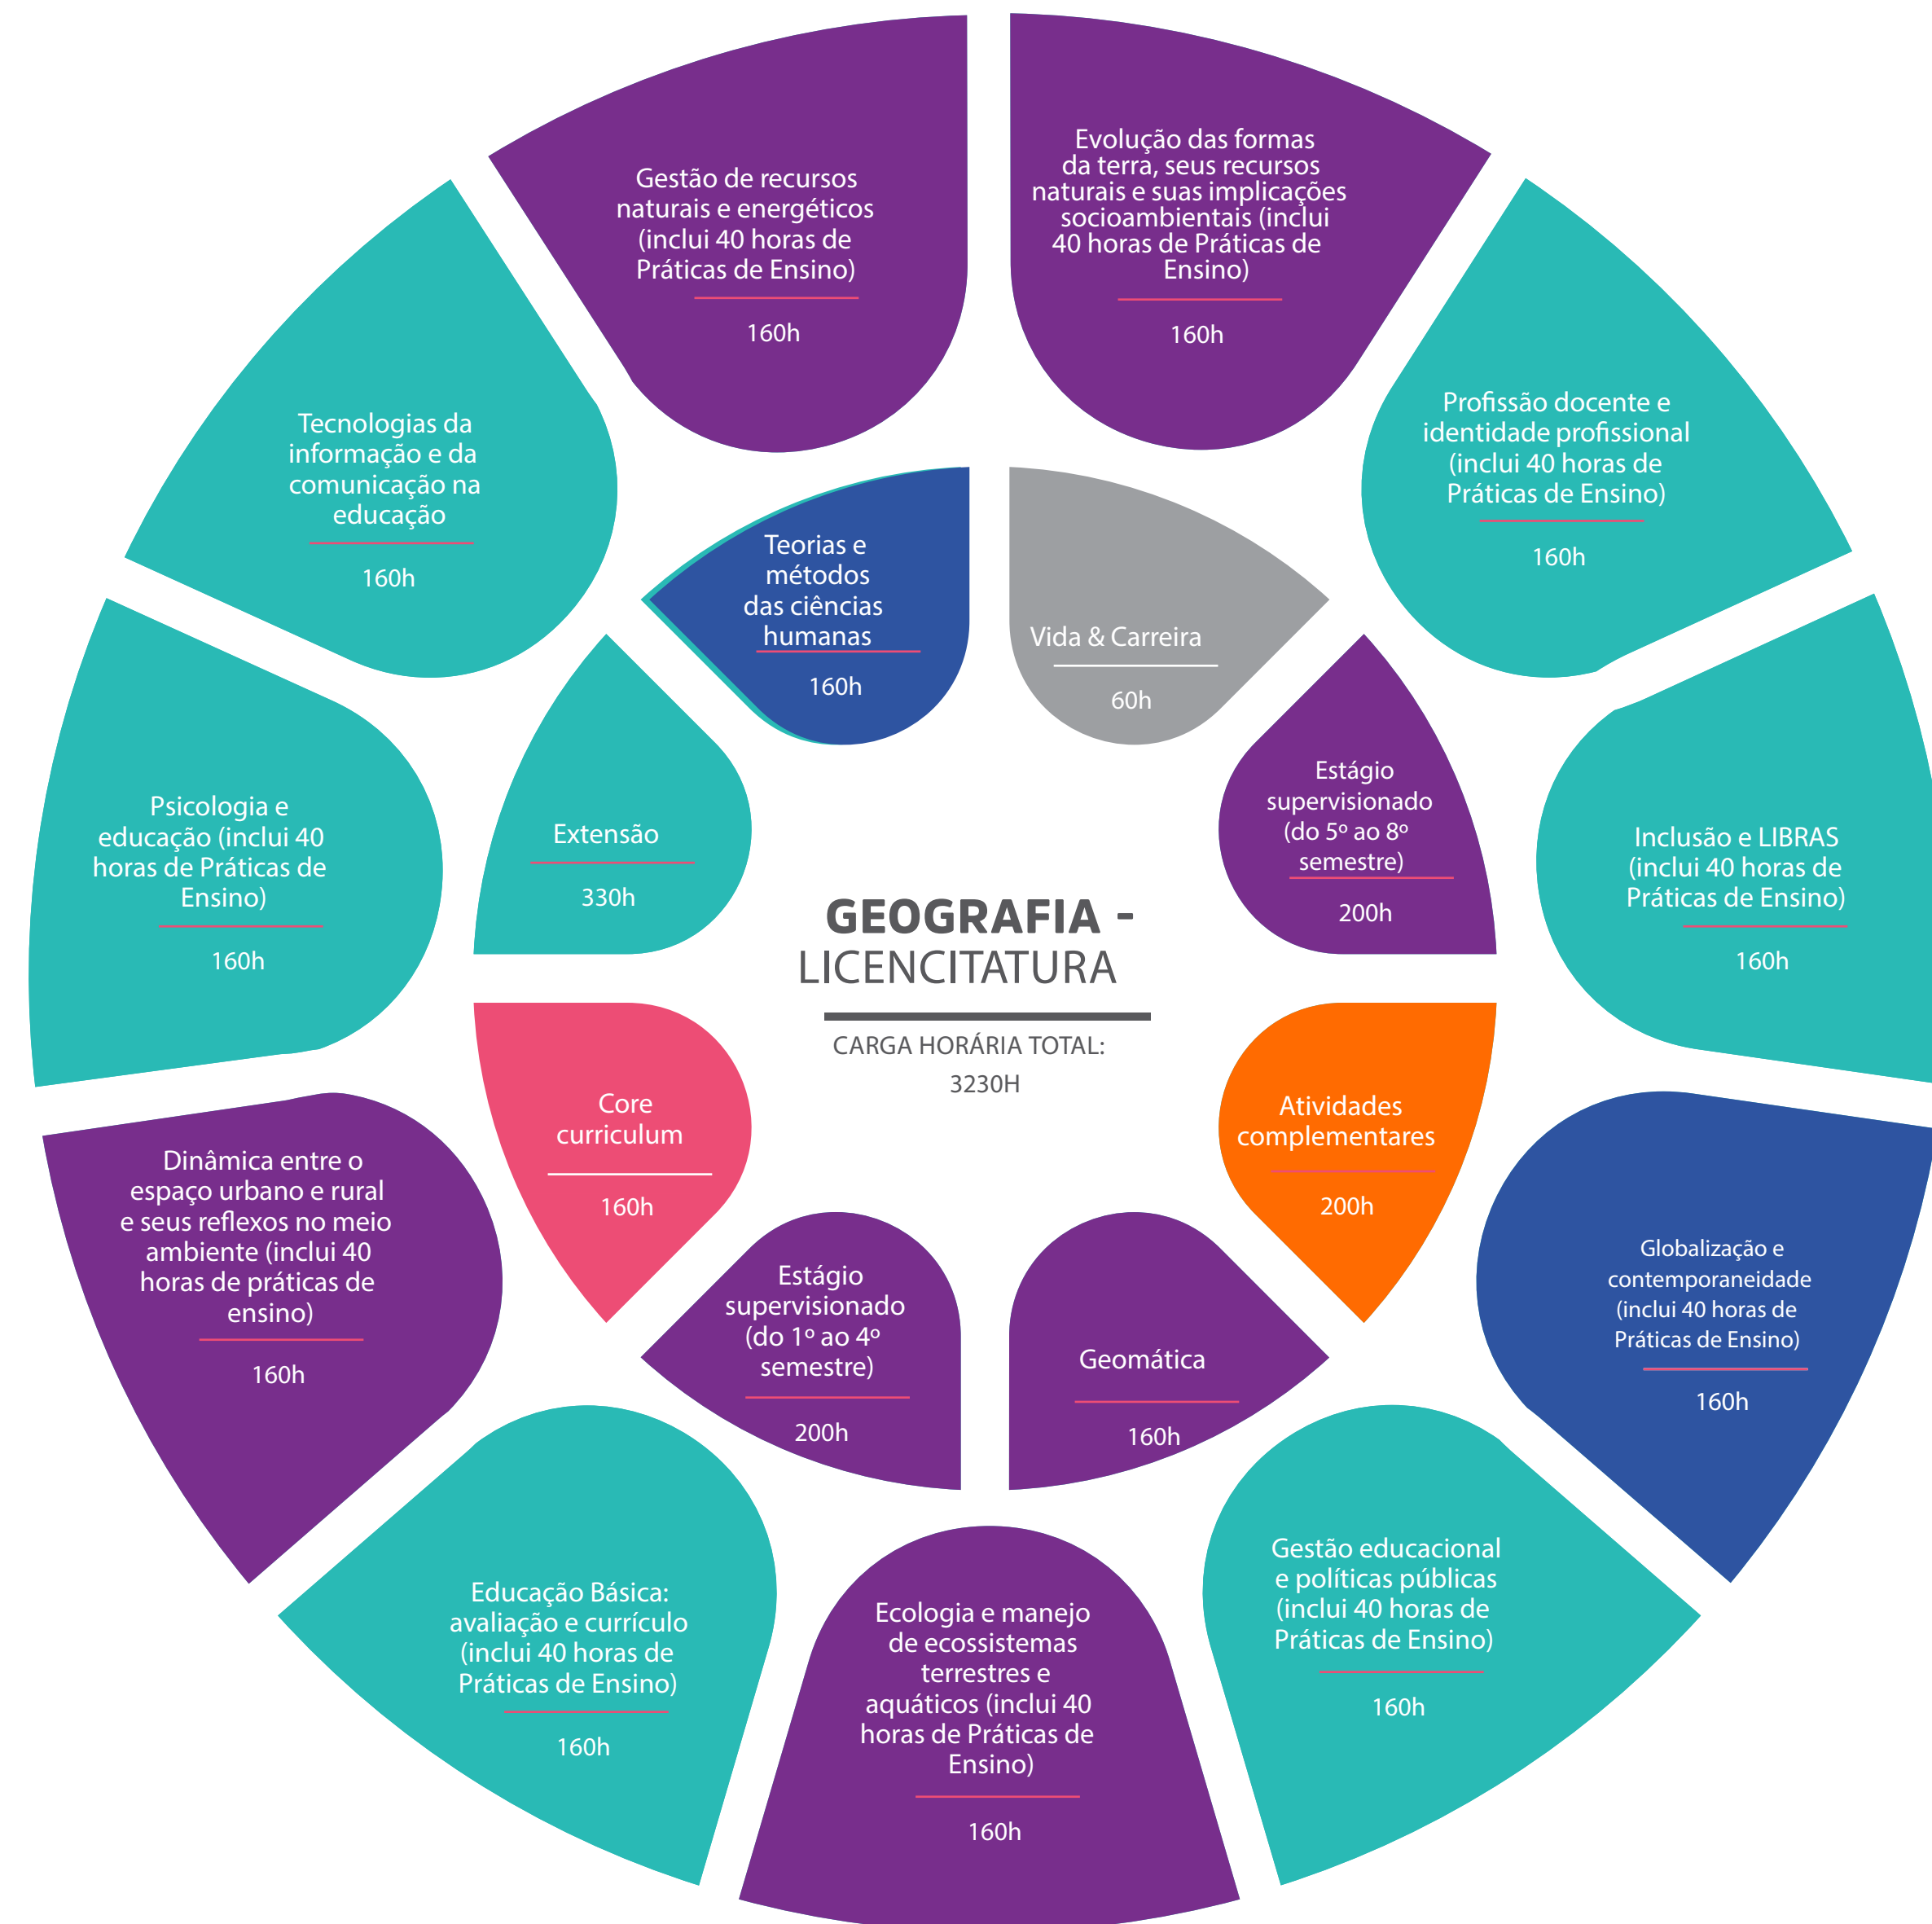 Gestão de recursos
naturais e energéticos
(inclui 40 horas de
Práticas de Ensino)
160h
Evolução das formas
da terra, seus recursos
naturais e suas implicações
socioambientais (inclui
40 horas de Práticas de
Ensino)
160h
Tecnologias da
informação e da
comunicação na
educação
160h
Profissão docente e
identidade profissional
(inclui 40 horas de
Práticas de Ensino)
160h
Teorias e
métodos
das ciências
humanas
160h
Vida & Carreira
60h
Psicologia e
educação (inclui 40
horas de Práticas de
Ensino)
160h
Extensão
330h
Estágio
supervisionado
(do 5º ao 8º
semestre)
200h
Inclusão e LIBRAS
(inclui 40 horas de
Práticas de Ensino)
160h
GEOGRAFIA -
LICENCITATURA
CARGA HORÁRIA TOTAL:
3230H
Dinâmica entre o
espaço urbano e rural
e seus reflexos no meio
ambiente (inclui 40
horas de práticas de
ensino)
160h
Core
curriculum
160h
Atividades
complementares
200h
Globalização e
contemporaneidade
(inclui 40 horas de
Práticas de Ensino)
160h
Estágio
supervisionado
(do 1º ao 4º
semestre)
200h
Geomática
160h
Educação Básica:
avaliação e currículo
(inclui 40 horas de
Práticas de Ensino)
160h
Ecologia e manejo
de ecossistemas
terrestres e
aquáticos (inclui 40
horas de Práticas de
Ensino)
160h
Gestão educacional
e políticas públicas
(inclui 40 horas de
Práticas de Ensino)
160h